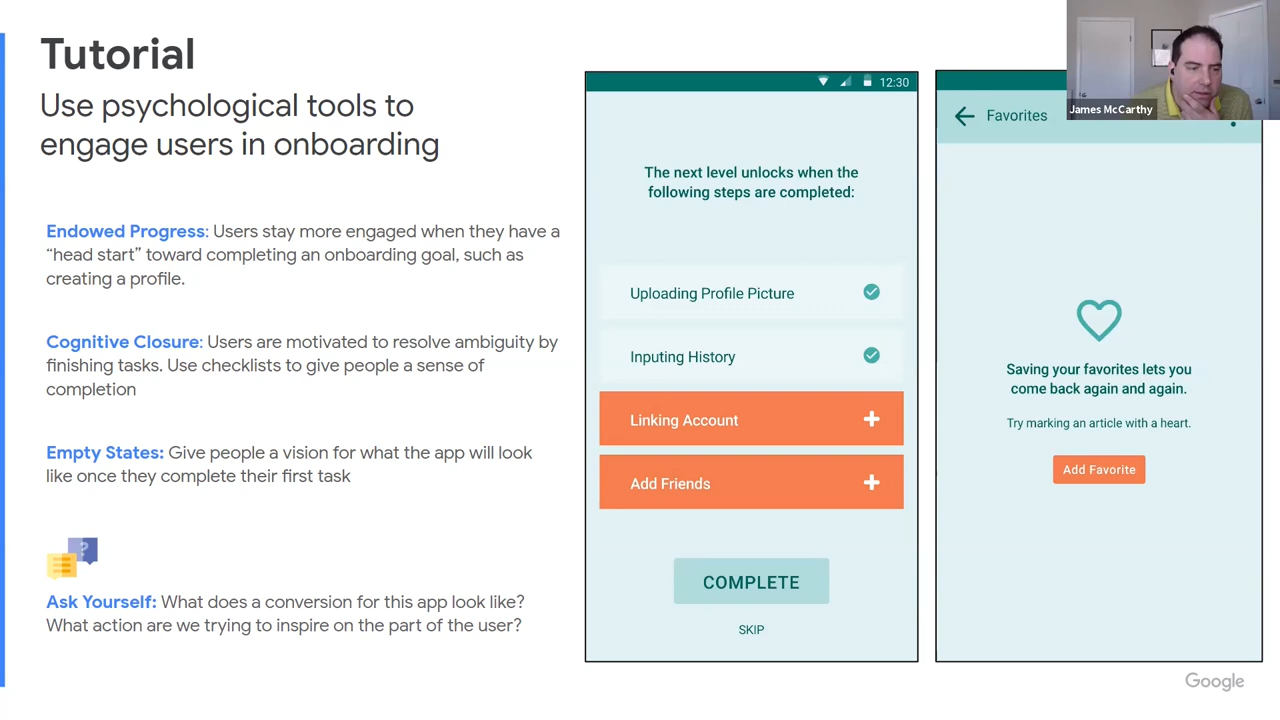 Tutorial
Use psychological tools to
engage users in onboarding
Endowed Progress: Users stay more engaged when they have a
“head start” toward completing an onboarding goal, such as
creating a profile.
Cognitive Closure: Users are motivated to resolve ambiguity by
finishing tasks. Use checklists to give people a sense of
completion
Empty States: Give people a vision for what the app will look
like once they complete their first task
?
Ask Yourself: What does a conversion for this app look like?
What action are we trying to inspire on the part of the user?
12:30
The next level unlocks when the
following steps are completed:
Uploading Profile Picture
Inputing History
Linking Account
Add Friends
COMPLETE
SKIP
James McCarthy
Favorites
Saving your favorites lets you
come back again and again.
Try marking an article with a heart.
Add Favorite
Google